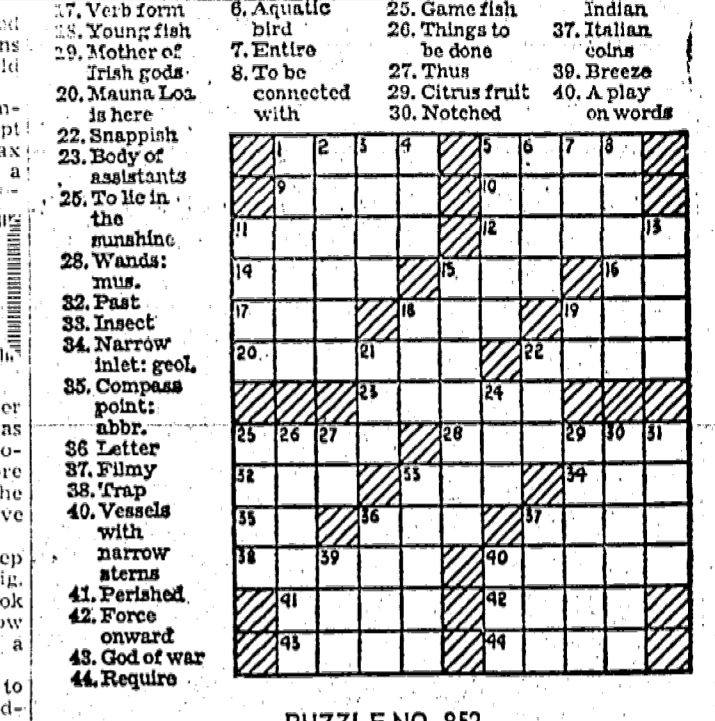 17. Verb form
18. Young fish
19. Mother of
Irish gods
20. Mauna Loa
is here
22. Snappish
23. Body of
assistants
25. To lie in
the
sunshine
28. Wands:
mus.
32. Past
33. Insect
34. Narrow
inlet: geol.
35. Compass
point:
abbr.
36 Letter
37. Filmy
38. Trap
40. Vessels
with
narrow
sterns
41. Perished
42. Force
onward
43. God of war
44. Require
6. Aquatic
bird
7. Entire
8. To be
connected
with
25. Game fish
26. Things to
be done
27. Thus
29. Citrus fruit
30. Notched
Indian
37. Italian
coins
39. Breeze
40. A play
on words
1 2 3 4 5 6 7 8
9 10
11 12 13
14 15 16
17 18 19
20 21 22
23 24
25 26 27 28 29 30 31
32 33 34
35 36 37
38 39 40
41 42
43 44
PUZZLE NO. 852